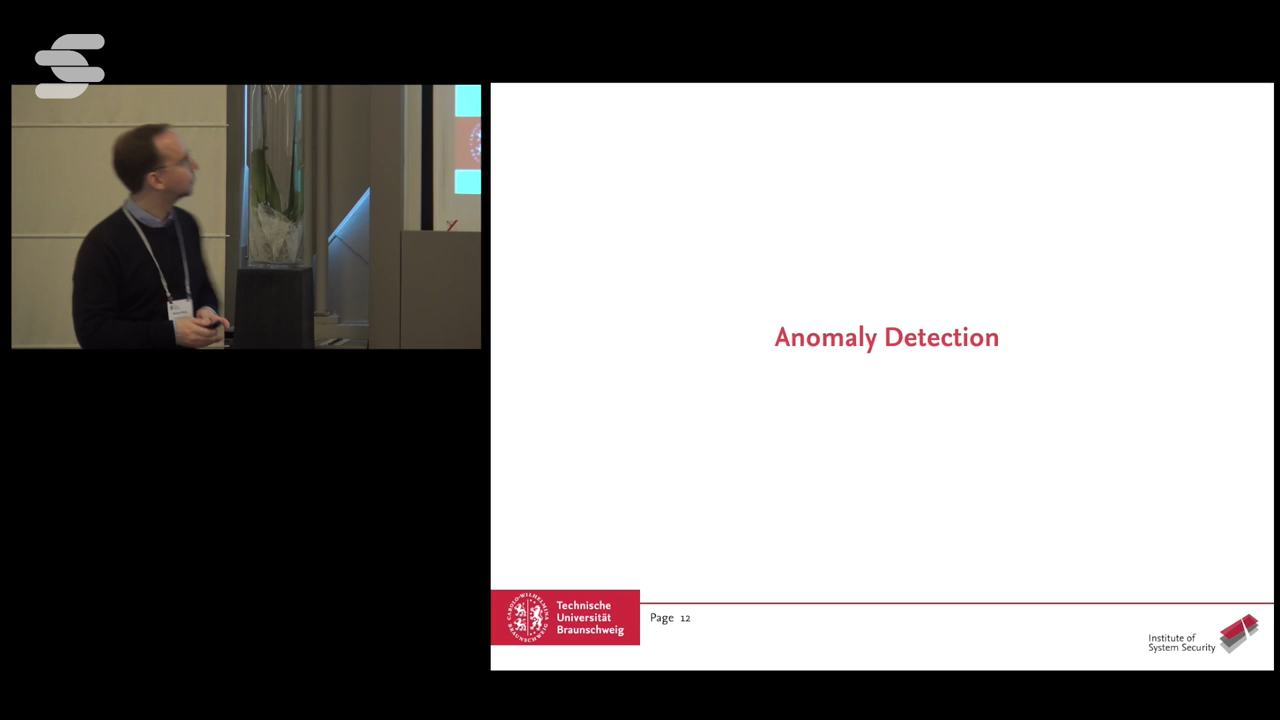 Anomaly Detection
Technische
Universität
Braunschweig
Page 12
Institute of
System Security